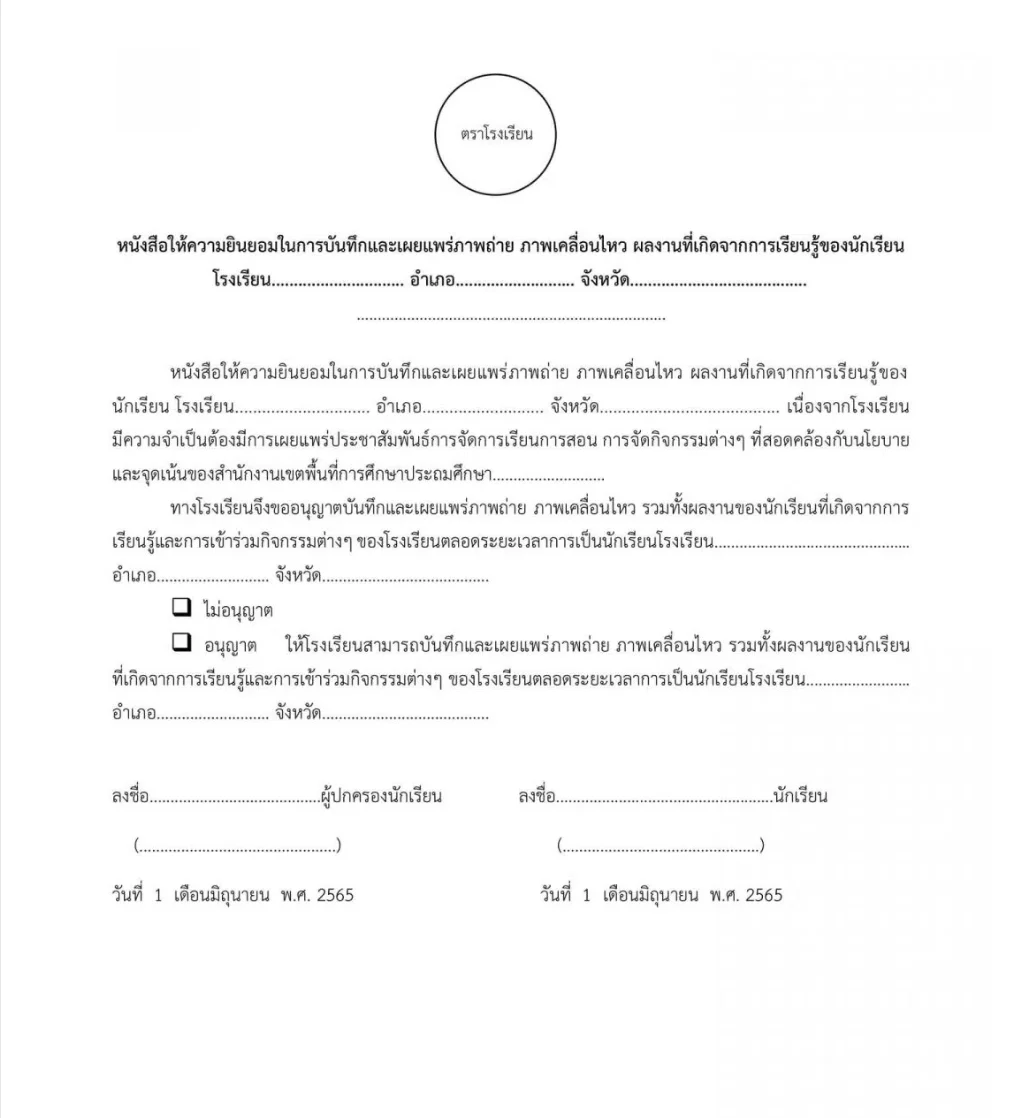 ตราโรงเรียน
หนังสือให้ความยินยอมในการบันทึกและเผยแพร่ภาพถ่าย ภาพเคลื่อนไหว ผลงานที่เกิดจากการเรียนรู้ของนักเรียน
โรงเรียน............................... อำเภอ............................ จังหวัด..........................................
..........................................................................
หนังสือให้ความยินยอมในการบันทึกและเผยแพร่ภาพถ่าย ภาพเคลื่อนไหว ผลงานที่เกิดจากการเรียนรู้ของ
นักเรียน โรงเรียน................................ อำเภอ............................. จังหวัด........................................... เนื่องจากโรงเรียน
มีความจำเป็นต้องมีการเผยแพร่ประชาสัมพันธ์การจัดการเรียนการสอน การจัดกิจกรรมต่างๆ ที่สอดคล้องกับนโยบาย
และจุดเน้นของสำนักงานเขตพื้นที่การศึกษาประถมศึกษา...........................
ทางโรงเรียนจึงขออนุญาตบันทึกและเผยแพร่ภาพถ่าย ภาพเคลื่อนไหว รวมทั้งผลงานของนักเรียนที่เกิดจากการ
เรียนรู้และการเข้าร่วมกิจกรรมต่างๆ ของโรงเรียนตลอดระยะเวลาการเป็นนักเรียนโรงเรียน...............................................
อำเภอ........................... จังหวัด........................................
❑ ไม่อนุญาต
❑ อนุญาต ให้โรงเรียนสามารถบันทึกและเผยแพร่ภาพถ่าย ภาพเคลื่อนไหว รวมทั้งผลงานของนักเรียน
ที่เกิดจากการเรียนรู้และการเข้าร่วมกิจกรรมต่างๆ ของโรงเรียนตลอดระยะเวลาการเป็นนักเรียนโรงเรียน.........................
อำเภอ........................... จังหวัด........................................
ลงชื่อ.........................................ผู้ปกครองนักเรียน ลงชื่อ....................................................นักเรียน
(...............................................) (...............................................)
วันที่ 1 เดือนมิถุนายน พ.ศ. 2565 วันที่ 1 เดือนมิถุนายน พ.ศ. 2565